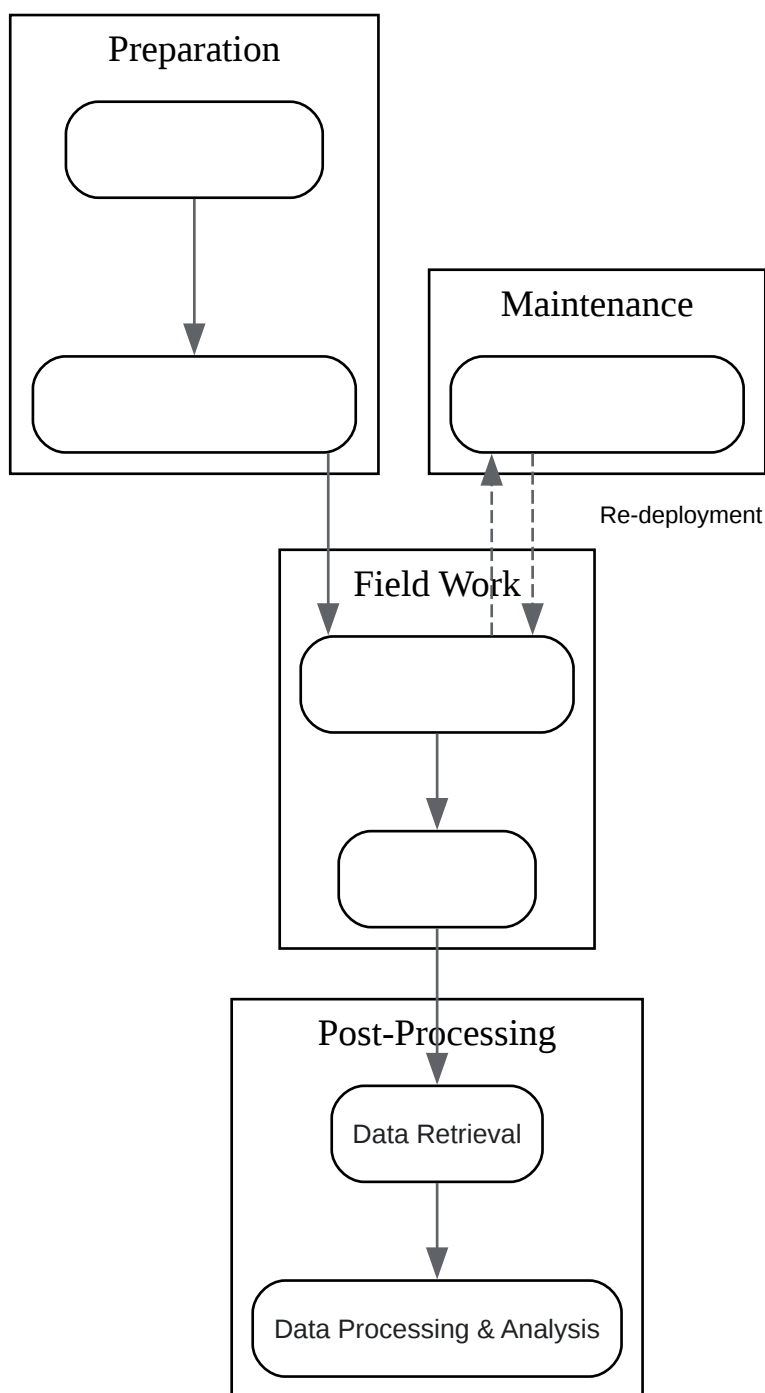 Preparation
Maintenance
Re-deployment
Field Work
Post-Processing
Data Retrieval
Data Processing & Analysis